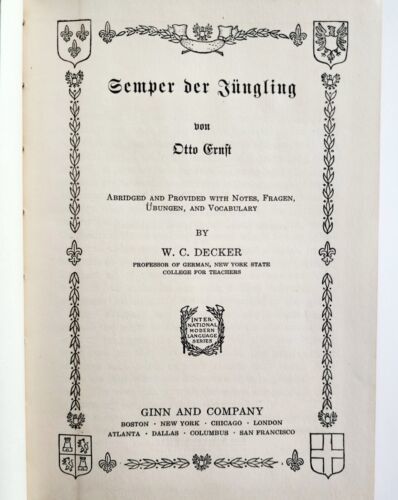 Semper der Jüngling
von
Otto Ernst
Abridged and Provided with Notes, Fragen,
Übungen, and Vocabulary
BY
W. C. DECKER
PROFESSOR OF GERMAN, NEW YORK STATE
COLLEGE FOR TEACHERS
INTER-
NATIONAL
MODERN
LANGUAGE
SERIES
GINN AND COMPANY
BOSTON · NEW YORK · CHICAGO · LONDON
ATLANTA · DALLAS · COLUMBUS · SAN FRANCISCO